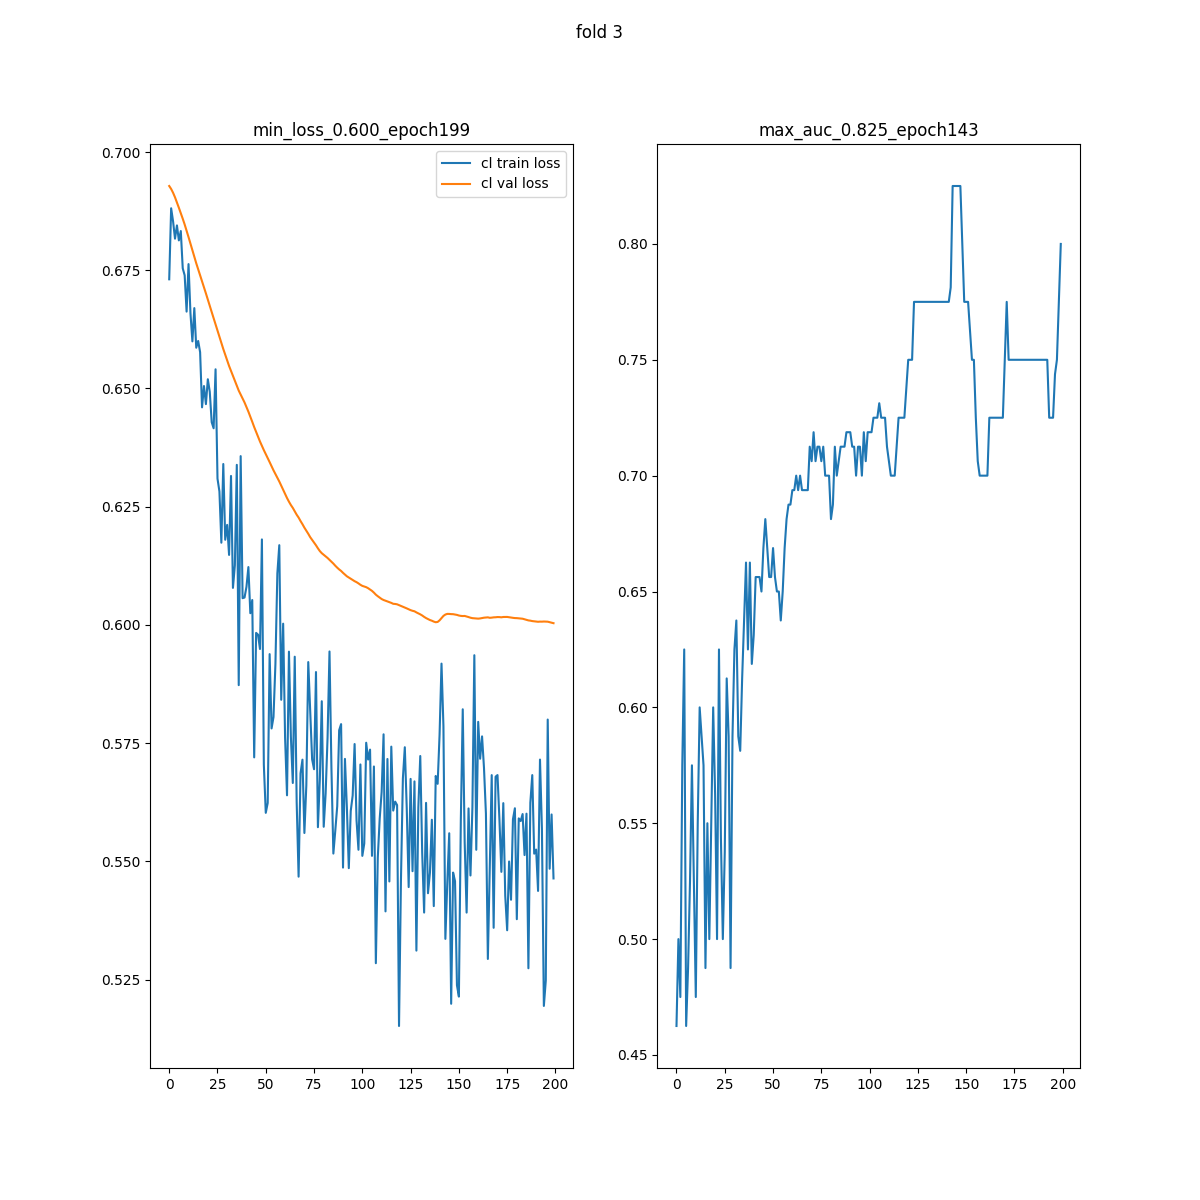 fold 3
min_loss_0.600_epoch199
cl train loss
cl val loss
0.700
0.675
0.650
0.625
0.600
0.575
0.550
0.525
0 25 50 75 100 125 150 175 200
max_auc_0.825_epoch143
0.80
0.75
0.70
0.65
0.60
0.55
0.50
0.45
0 25 50 75 100 125 150 175 200